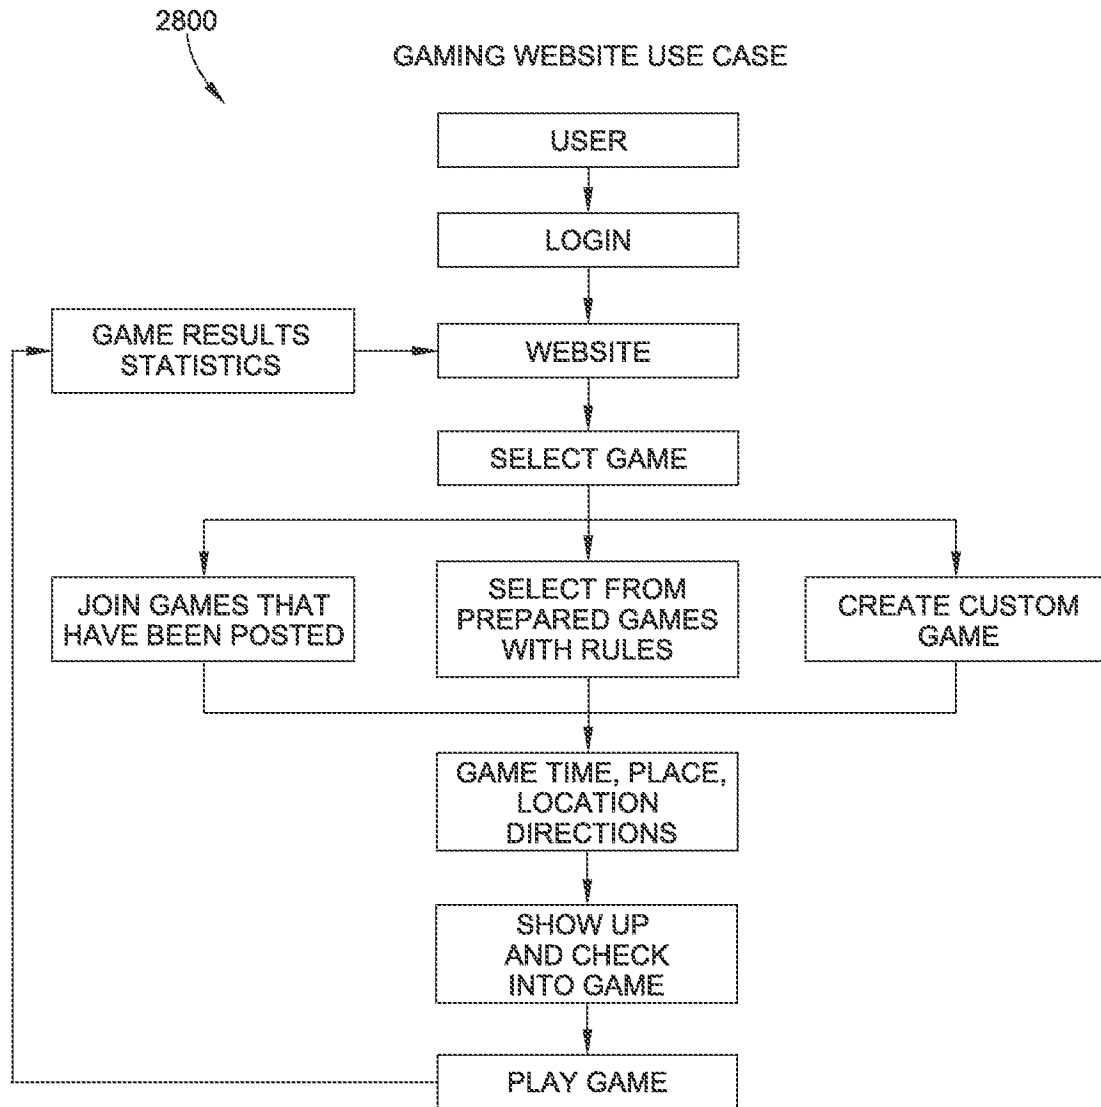 2800
GAMING WEBSITE USE CASE
USER
LOGIN
GAME RESULTS
STATISTICS
WEBSITE
SELECT GAME
JOIN GAMES THAT
HAVE BEEN POSTED
SELECT FROM
PREPARED GAMES
WITH RULES
CREATE CUSTOM
GAME
GAME TIME, PLACE,
LOCATION
DIRECTIONS
SHOW UP
AND CHECK
INTO GAME
PLAY GAME